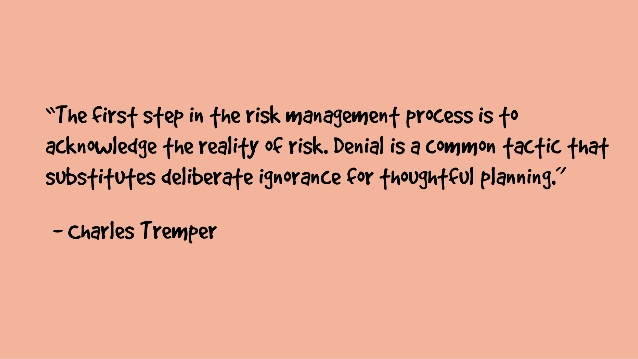 “The first step in the risk management process is to
acknowledge the reality of risk. Denial is a common tactic that
substitutes deliberate ignorance for thoughtful planning.”
- Charles Tremper